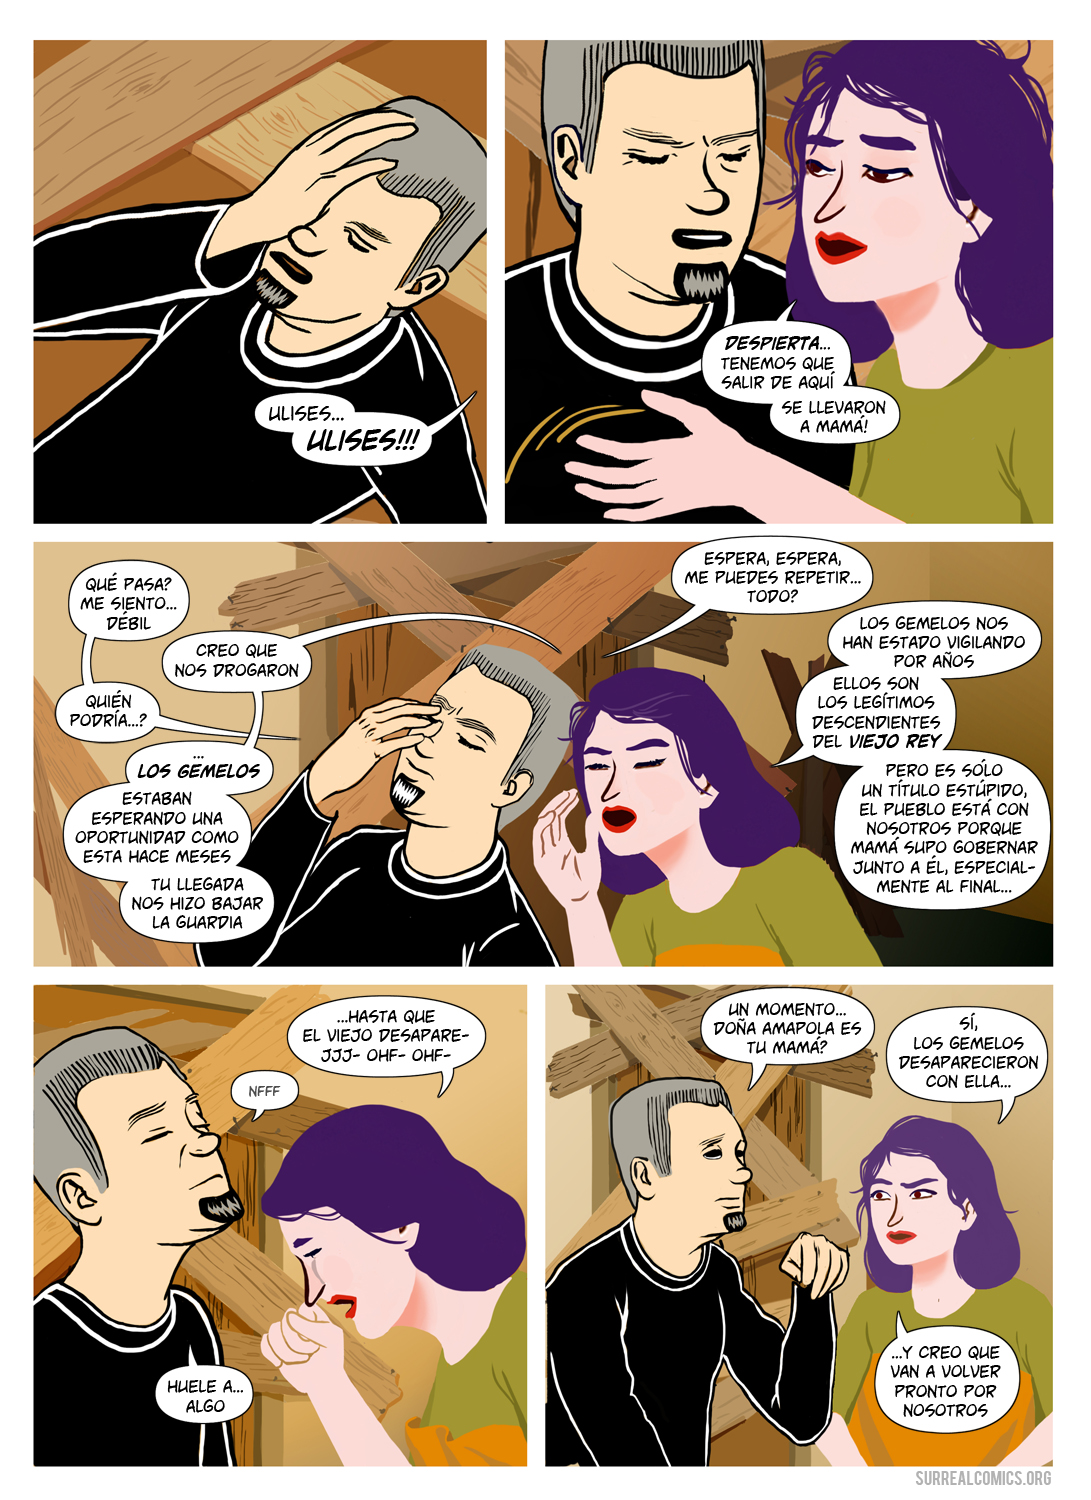 ULISES...
ULISES!!!
DESPIERTA...
TENEMOS QUE
SALIR DE AQUÍ
SE LLEVARON
A MAMÁ!
QUÉ PASA?
ME SIENTO...
DÉBIL
CREO QUE
NOS DROGARON
QUIÉN
PODRÍA...?
...
LOS GEMELOS
ESTABAN
ESPERANDO UNA
OPORTUNIDAD COMO
ESTA HACE MESES
TU LLEGADA
NOS HIZO BAJAR
LA GUARDIA
ESPERA, ESPERA,
ME PUEDES REPETIR...
TODO?
LOS GEMELOS NOS
HAN ESTADO VIGILANDO
POR AÑOS
ELLOS SON
LOS LEGÍTIMOS
DESCENDIENTES
DEL VIEJO REY
PERO ES SÓLO
UN TÍTULO ESTÚPIDO,
EL PUEBLO ESTÁ CON
NOSOTROS PORQUE
MAMÁ SUPO GOBERNAR
JUNTO A ÉL, ESPECIAL-
MENTE AL FINAL...
...HASTA QUE
EL VIEJO DESAPARE-
JJJ- OHF- OHF-
NFFF
HUELE A...
ALGO
UN MOMENTO...
DOÑA AMAPOLA ES
TU MAMÁ?
SÍ,
LOS GEMELOS
DESAPARECIERON
CON ELLA...
...Y CREO QUE
VAN A VOLVER
PRONTO POR
NOSOTROS
SURREALCOMICS.ORG